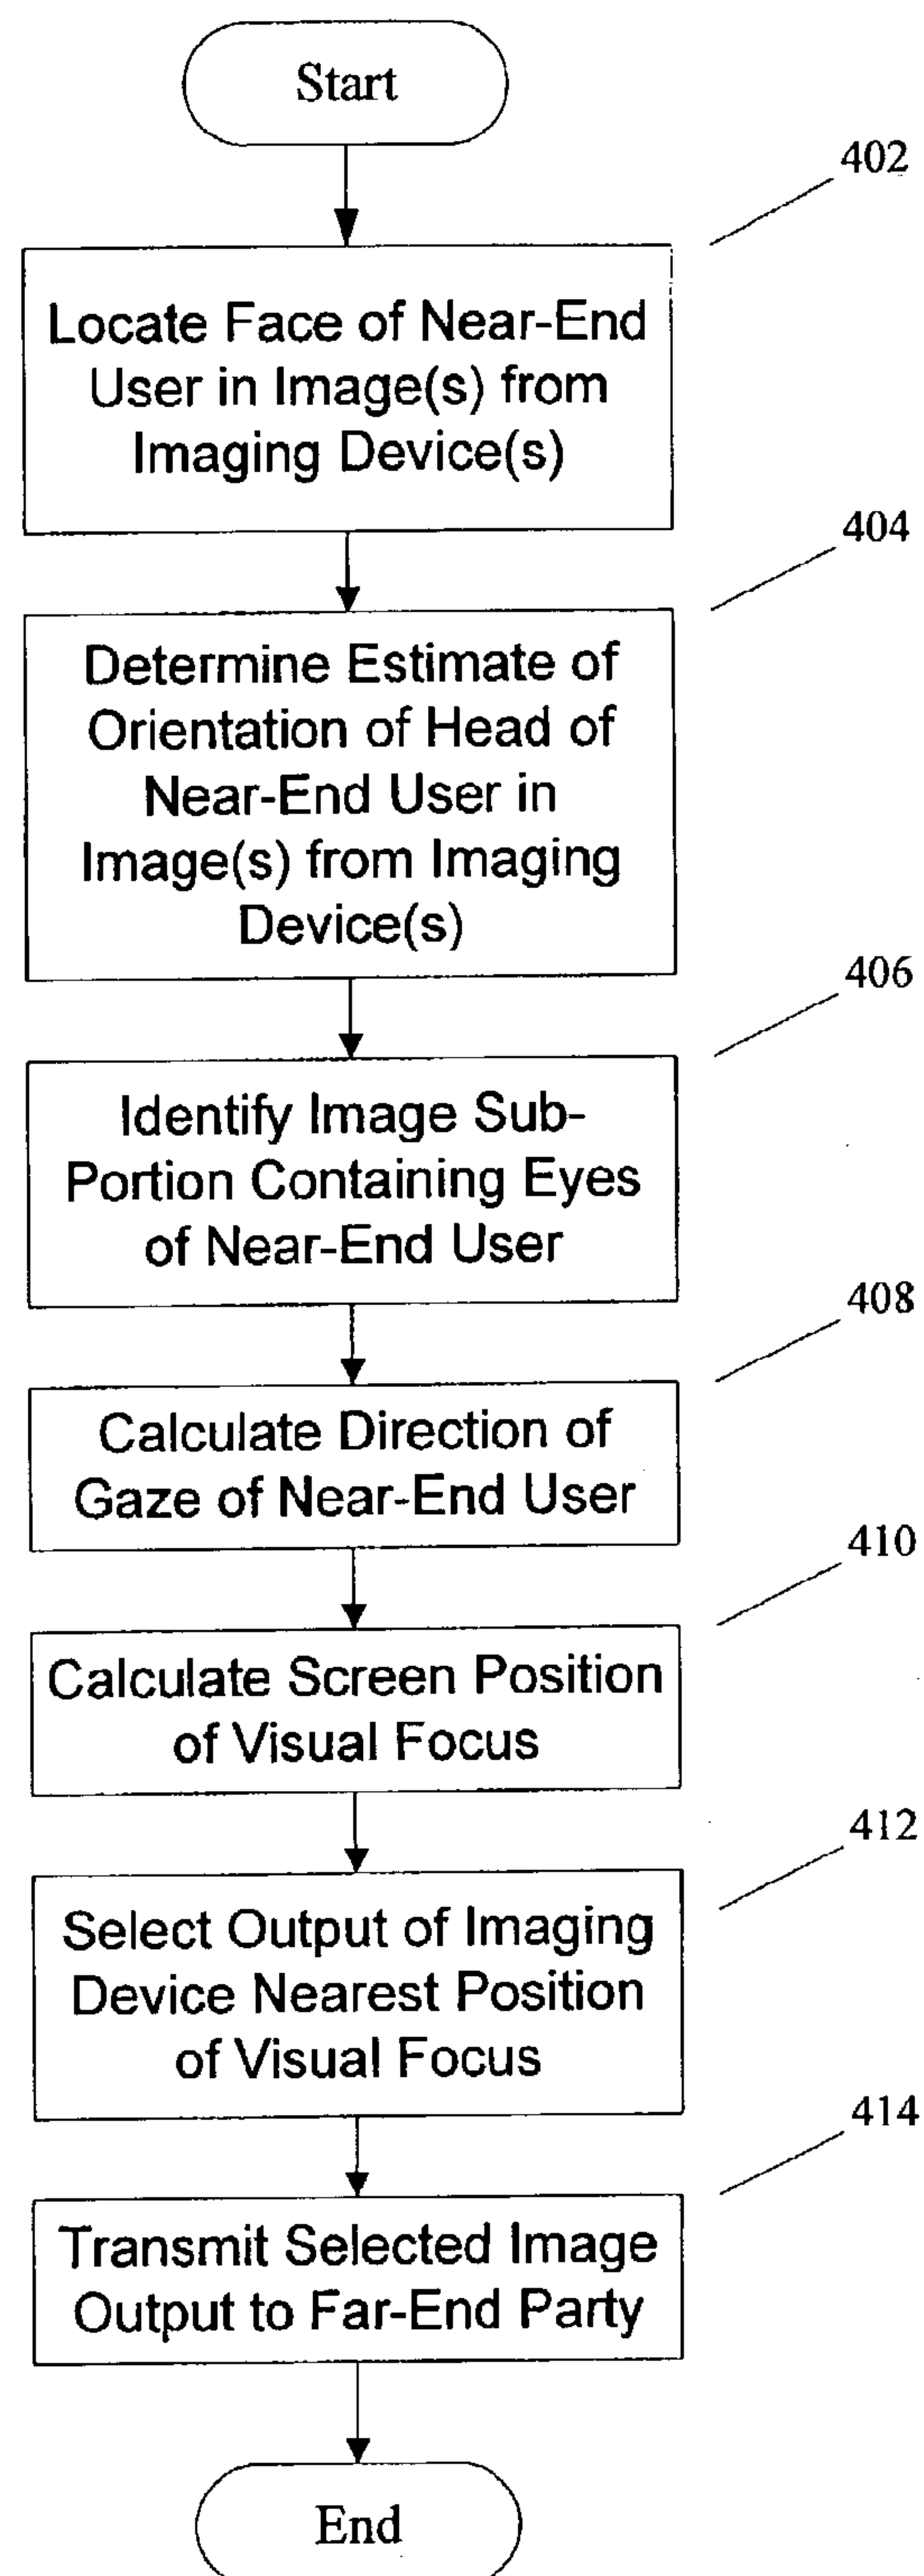 Start
402
Locate Face of Near-End
User in Image(s) from
Imaging Device(s)
404
Determine Estimate of
Orientation of Head of
Near-End User in
Image(s) from Imaging
Device(s)
406
Identify Image Sub-
Portion Containing Eyes
of Near-End User
408
Calculate Direction of
Gaze of Near-End User
410
Calculate Screen Position
of Visual Focus
412
Select Output of Imaging
Device Nearest Position
of Visual Focus
414
Transmit Selected Image
Output to Far-End Party
End